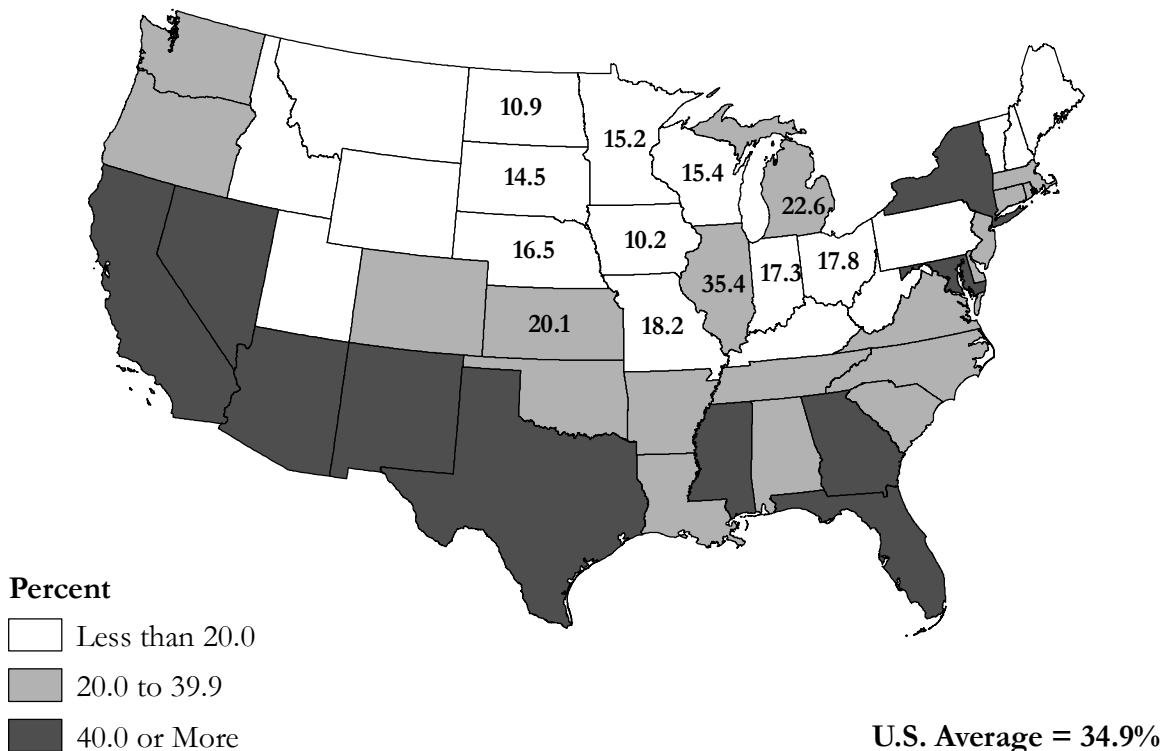 10.9
15.2
14.5
15.4
22.6
16.5
10.2
35.4
17.3
17.8
20.1
18.2
Percent
Less than 20.0
20.0 to 39.9
40.0 or More
U.S. Average = 34.9%